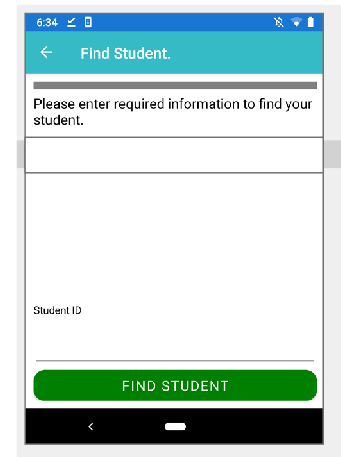 6:34
Find Student.
Please enter required information to find your
student.
Student ID
FIND STUDENT